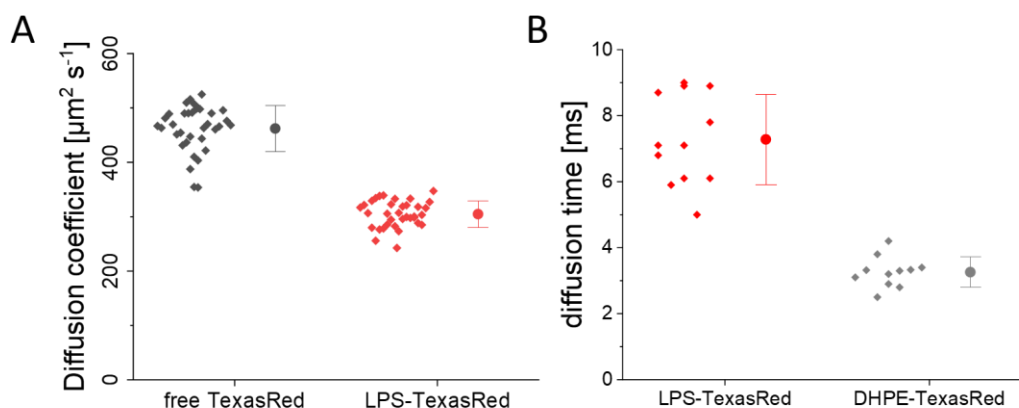 A
Diffusion coefficient [µm² s⁻¹]
600
400
200
0
free TexasRed
LPS-TexasRed
B
diffusion time [ms]
10
8
6
4
2
0
LPS-TexasRed
DHPE-TexasRed